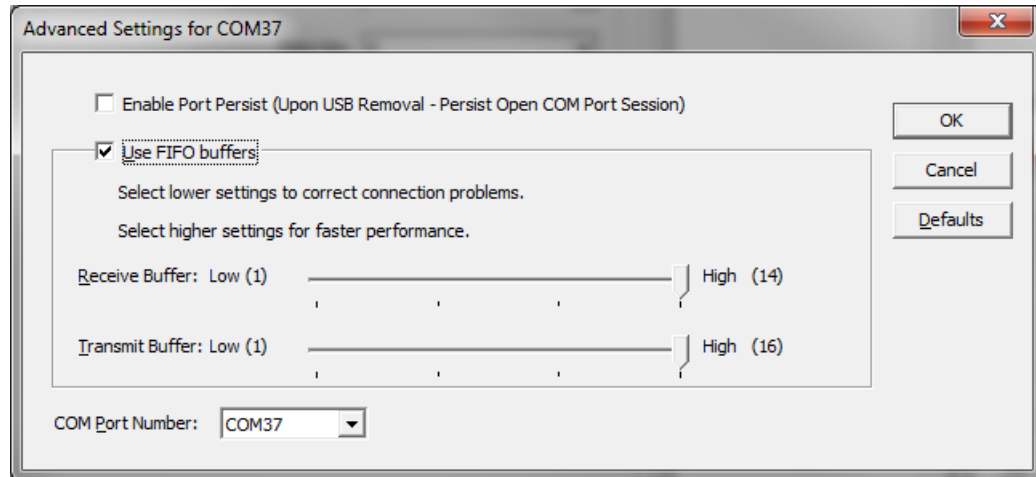 Advanced Settings for COM37
Enable Port Persist (Upon USB Removal - Persist Open COM Port Session)
OK
Use FIFO buffers
Cancel
Select lower settings to correct connection problems.
Defaults
Select higher settings for faster performance.
Receive Buffer: Low (1) High (14)
Transmit Buffer: Low (1) High (16)
COM Port Number: COM37